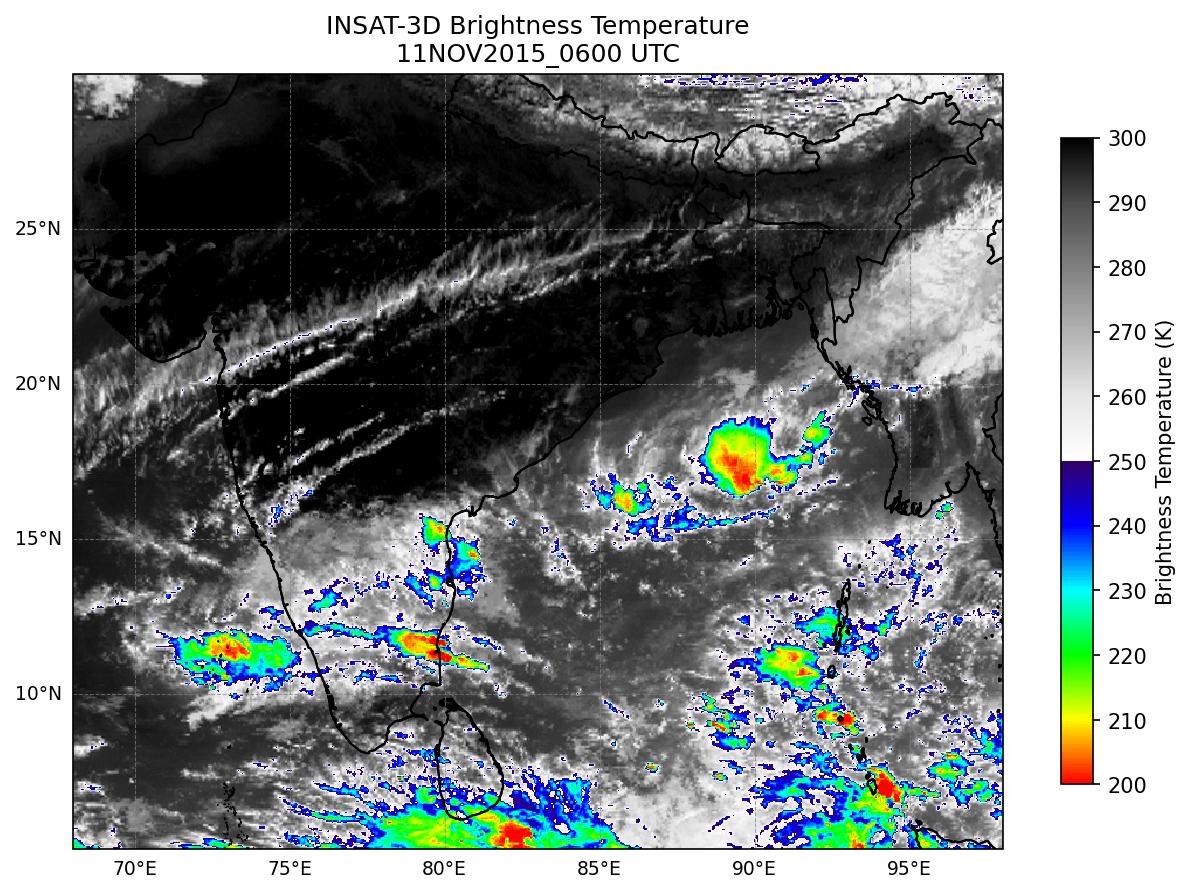 INSAT-3D Brightness Temperature
11NOV2015_0600 UTC
25°N
20°N
15°N
10°N
70°E
75°E
80°E
85°E
90°E
95°E
300
290
280
270
260
250
240
230
220
210
200
Brightness Temperature (K)